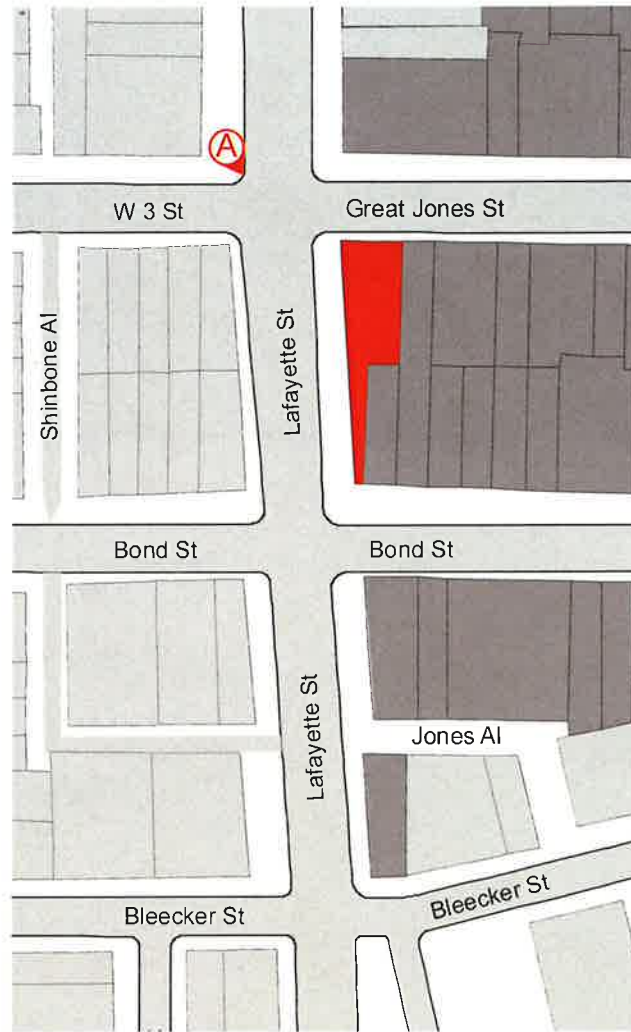 A
W 3 St
Great Jones St
Shinbone Al
Lafayette St
Bond St
Bond St
Lafayette St
Jones Al
Bleecker St
Bleecker St